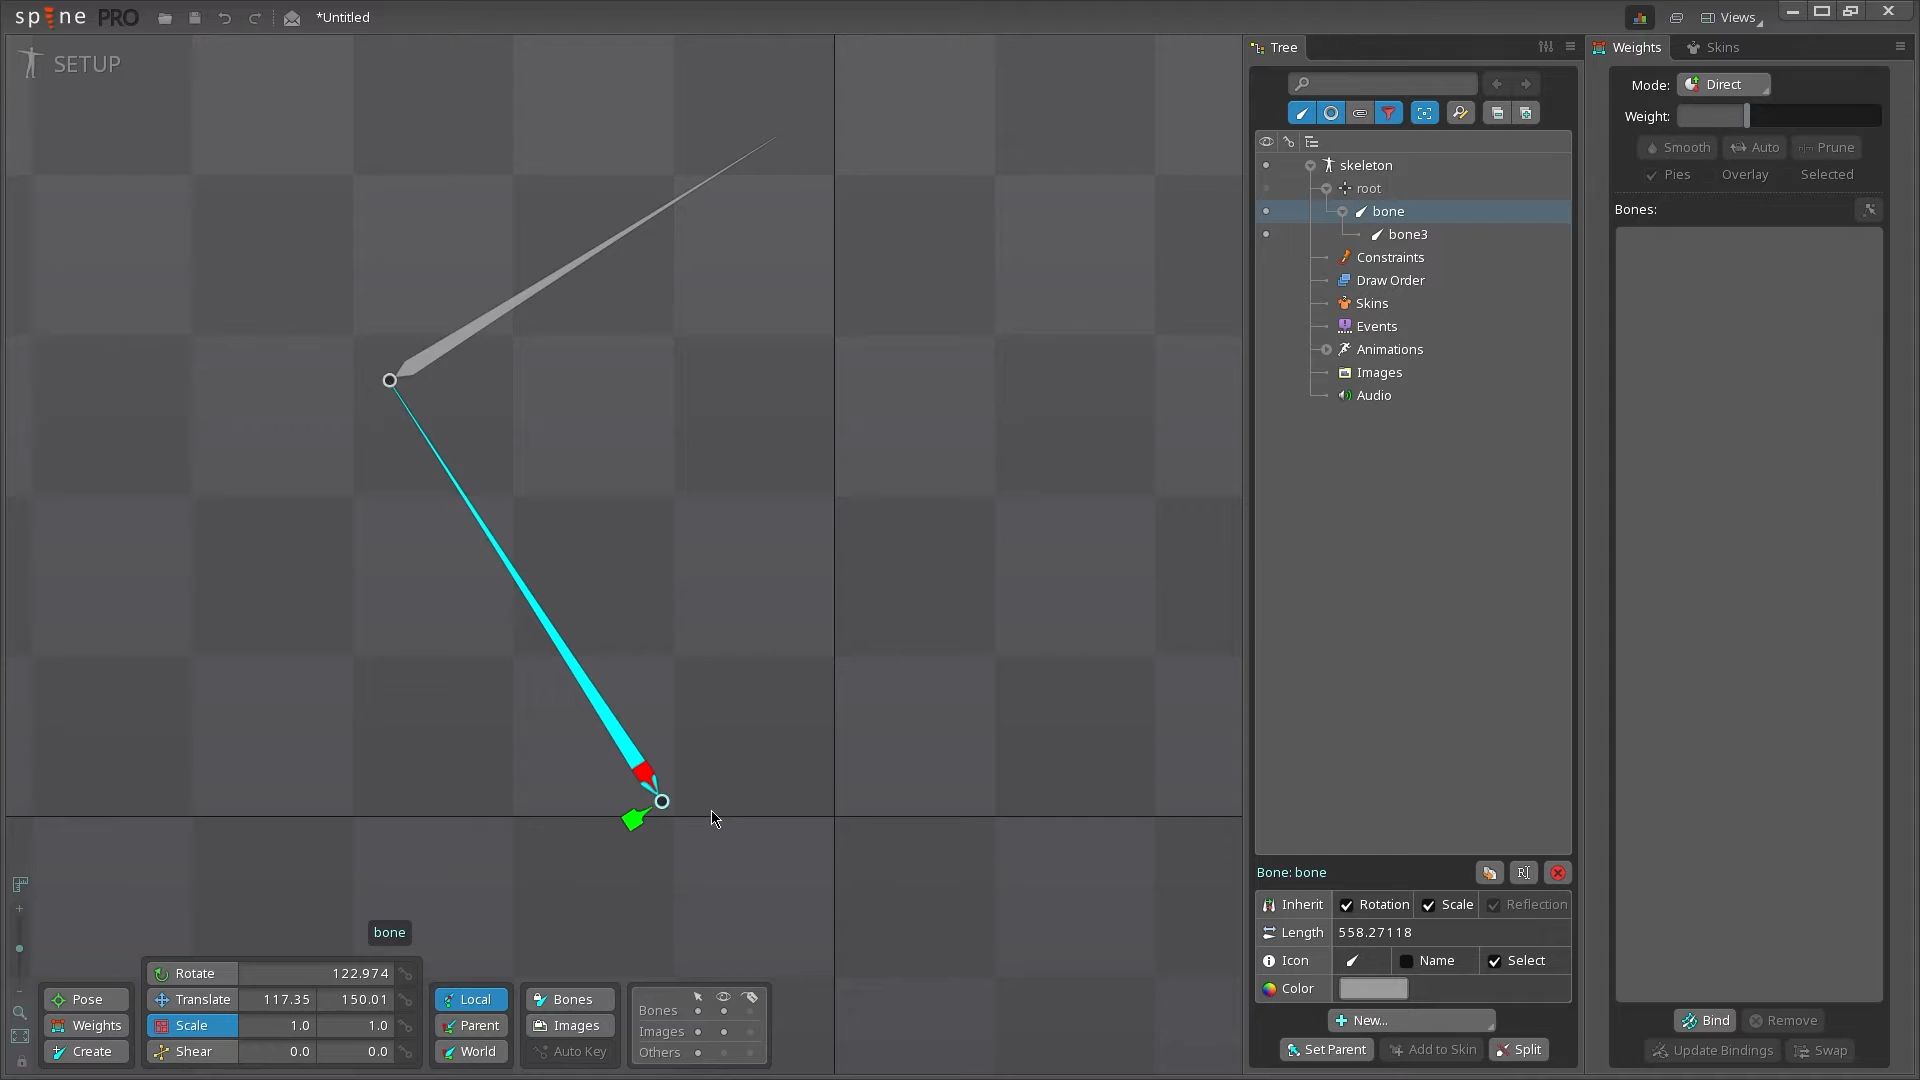 spine PRO
*Untitled
Views
SETUP
Tree
skeleton
root
bone
bone3
Constraints
Draw Order
Skins
Events
Animations
Images
Audio
Bone: bone
Inherit Rotation Scale Reflection
Length 558.27118
Icon Name Select
Color
New...
Set Parent Add to Skin Split
Weights Skins
Mode: Direct
Weight:
Smooth Auto Prune
Pies Overlay Selected
Bones:
Bind Remove
Update Bindings Swap
bone
Pose
Weights
Create
Rotate 122.974
Translate 117.35 150.01
Scale 1.0 1.0
Shear 0.0 0.0
Local
Parent
World
Bones
Images
Auto Key
Bones
Images
Others